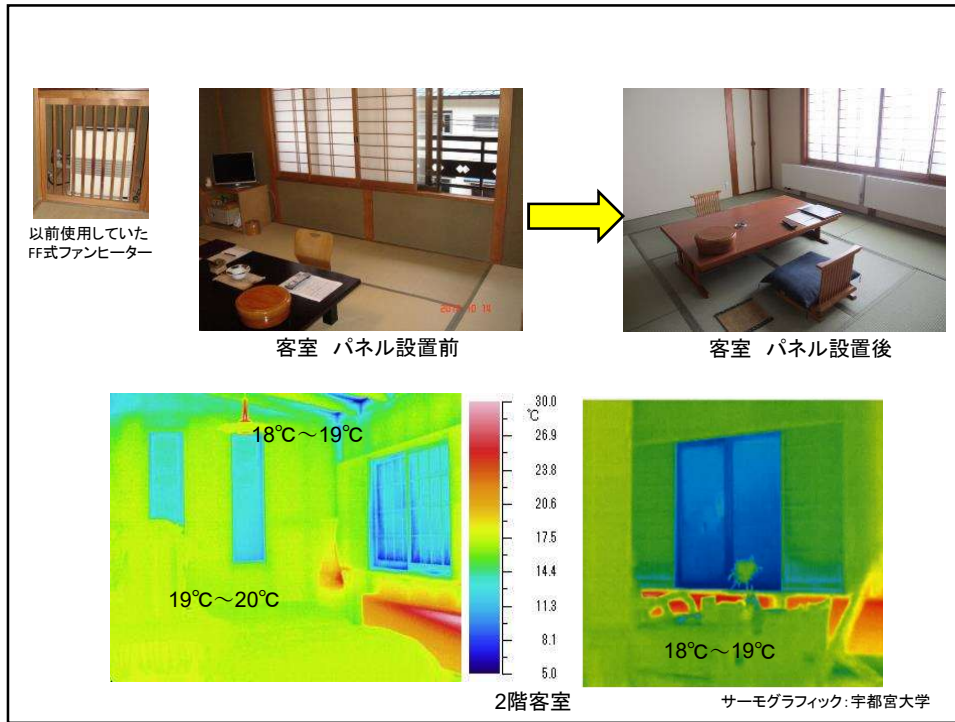 以前使用していた
FF式ファンヒーター
客室 パネル設置前
客室 パネル設置後
18℃～19℃
19℃～20℃
30.0
℃
26.9
23.8
20.6
17.5
14.4
11.3
8.1
5.0
18℃～19℃
2階客室
サーモグラフィック：宇都宮大学